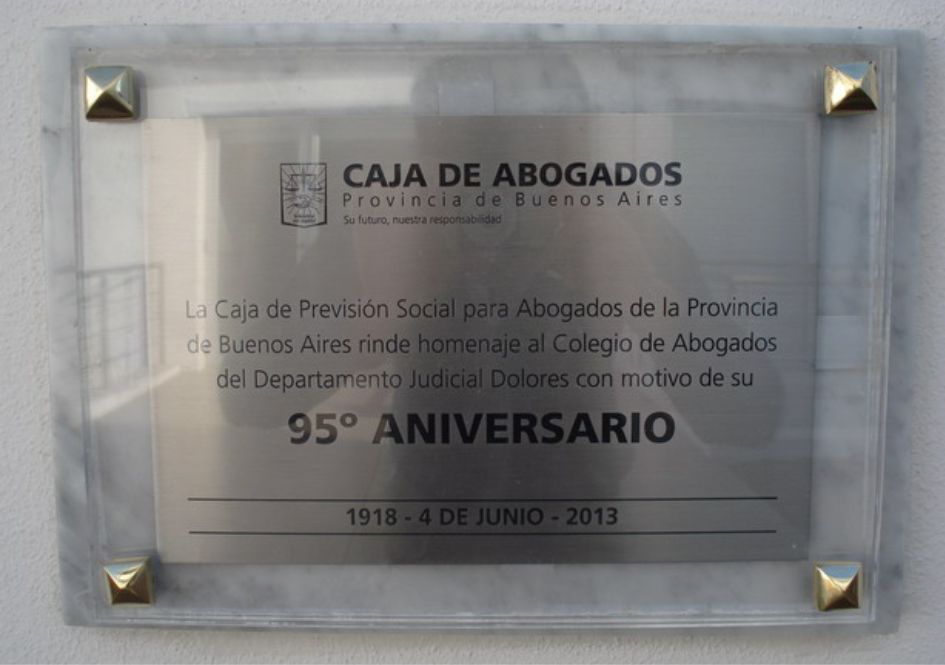 CAJA DE ABOGADOS
Provincia de Buenos Aires
Su futuro, nuestra responsabilidad
La Caja de Previsión Social para Abogados de la Provincia
de Buenos Aires rinde homenaje al Colegio de Abogados
del Departamento Judicial Dolores con motivo de su
95º ANIVERSARIO
1918 - 4 DE JUNIO - 2013